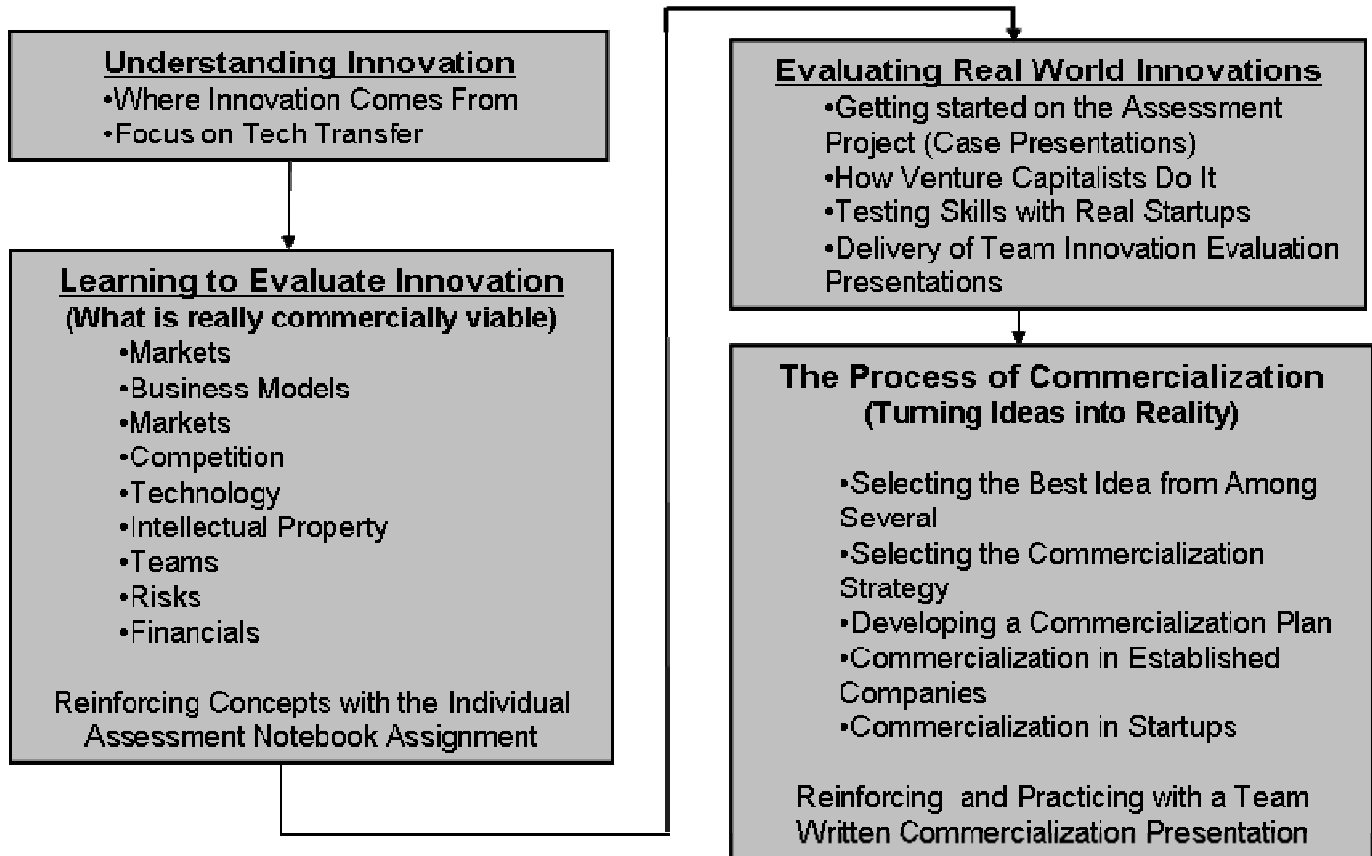 Understanding Innovation
•Where Innovation Comes From
•Focus on Tech Transfer
Learning to Evaluate Innovation
(What is really commercially viable)
•Markets
•Business Models
•Markets
•Competition
•Technology
•Intellectual Property
•Teams
•Risks
•Financials
Reinforcing Concepts with the Individual
Assessment Notebook Assignment
Evaluating Real World Innovations
•Getting started on the Assessment
Project (Case Presentations)
•How Venture Capitalists Do It
•Testing Skills with Real Startups
•Delivery of Team Innovation Evaluation
Presentations
The Process of Commercialization
(Turning Ideas into Reality)
•Selecting the Best Idea from Among
Several
•Selecting the Commercialization
Strategy
•Developing a Commercialization Plan
•Commercialization in Established
Companies
•Commercialization in Startups
Reinforcing and Practicing with a Team
Written Commercialization Presentation